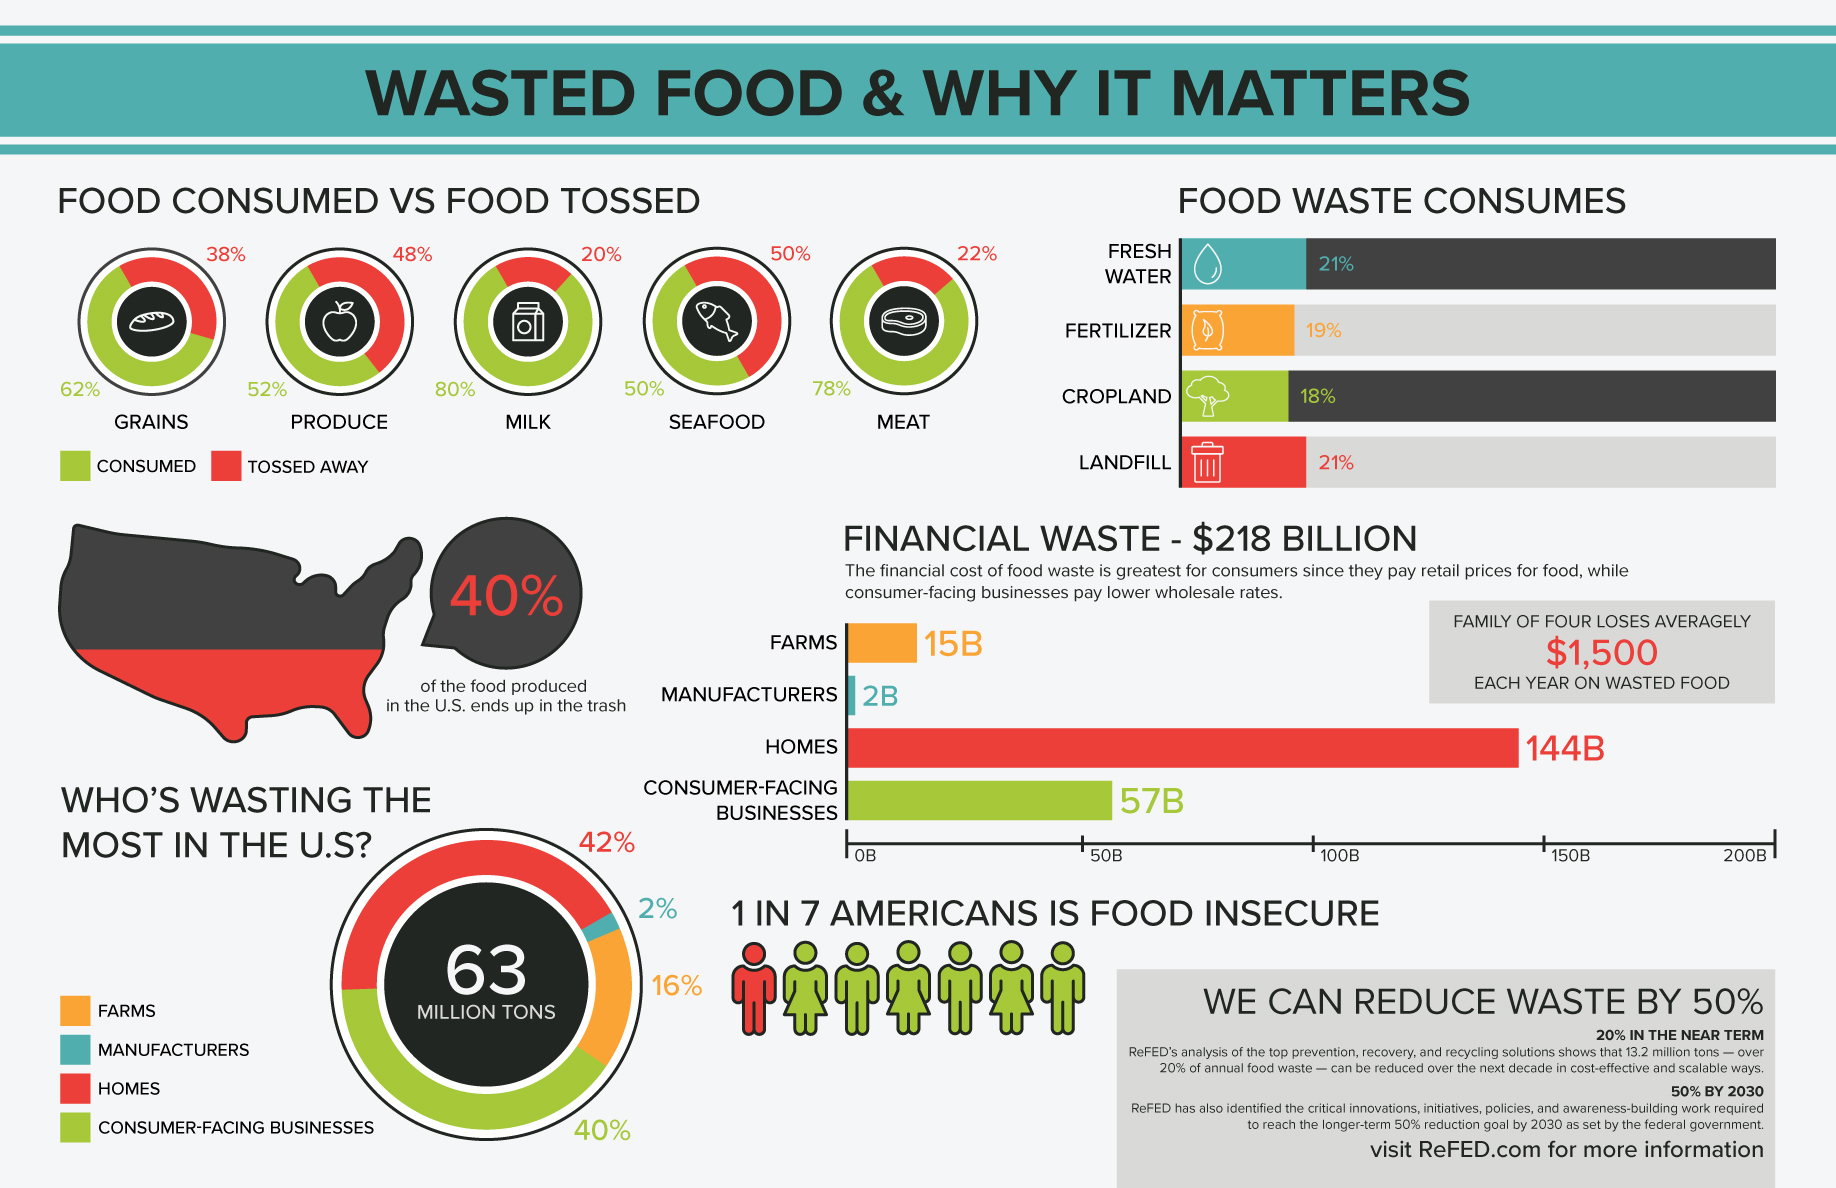 WASTED FOOD & WHY IT MATTERS
FOOD CONSUMED VS FOOD TOSSED
38%
62%
GRAINS
48%
52%
PRODUCE
20%
80%
MILK
50%
50%
SEAFOOD
22%
78%
MEAT
CONSUMED
TOSSED AWAY
FOOD WASTE CONSUMES
FRESH
WATER
21%
FERTILIZER
19%
CROPLAND
18%
LANDFILL
21%
40%
of the food produced
in the U.S. ends up in the trash
FINANCIAL WASTE - $218 BILLION
The financial cost of food waste is greatest for consumers since they pay retail prices for food, while
consumer-facing businesses pay lower wholesale rates.
FAMILY OF FOUR LOSES AVERAGELY
$1,500
EACH YEAR ON WASTED FOOD
FARMS
15B
MANUFACTURERS
2B
HOMES
144B
CONSUMER-FACING
BUSINESSES
57B
0B
50B
100B
150B
200B
WHO'S WASTING THE
MOST IN THE U.S?
42%
2%
16%
40%
63
MILLION TONS
FARMS
MANUFACTURERS
HOMES
CONSUMER-FACING BUSINESSES
1 IN 7 AMERICANS IS FOOD INSECURE
WE CAN REDUCE WASTE BY 50%
20% IN THE NEAR TERM
ReFED's analysis of the top prevention, recovery, and recycling solutions shows that 13.2 million tons — over
20% of annual food waste — can be reduced over the next decade in cost-effective and scalable ways.
50% BY 2030
ReFED has also identified the critical innovations, initiatives, policies, and awareness-building work required
to reach the longer-term 50% reduction goal by 2030 as set by the federal government.
visit ReFED.com for more information